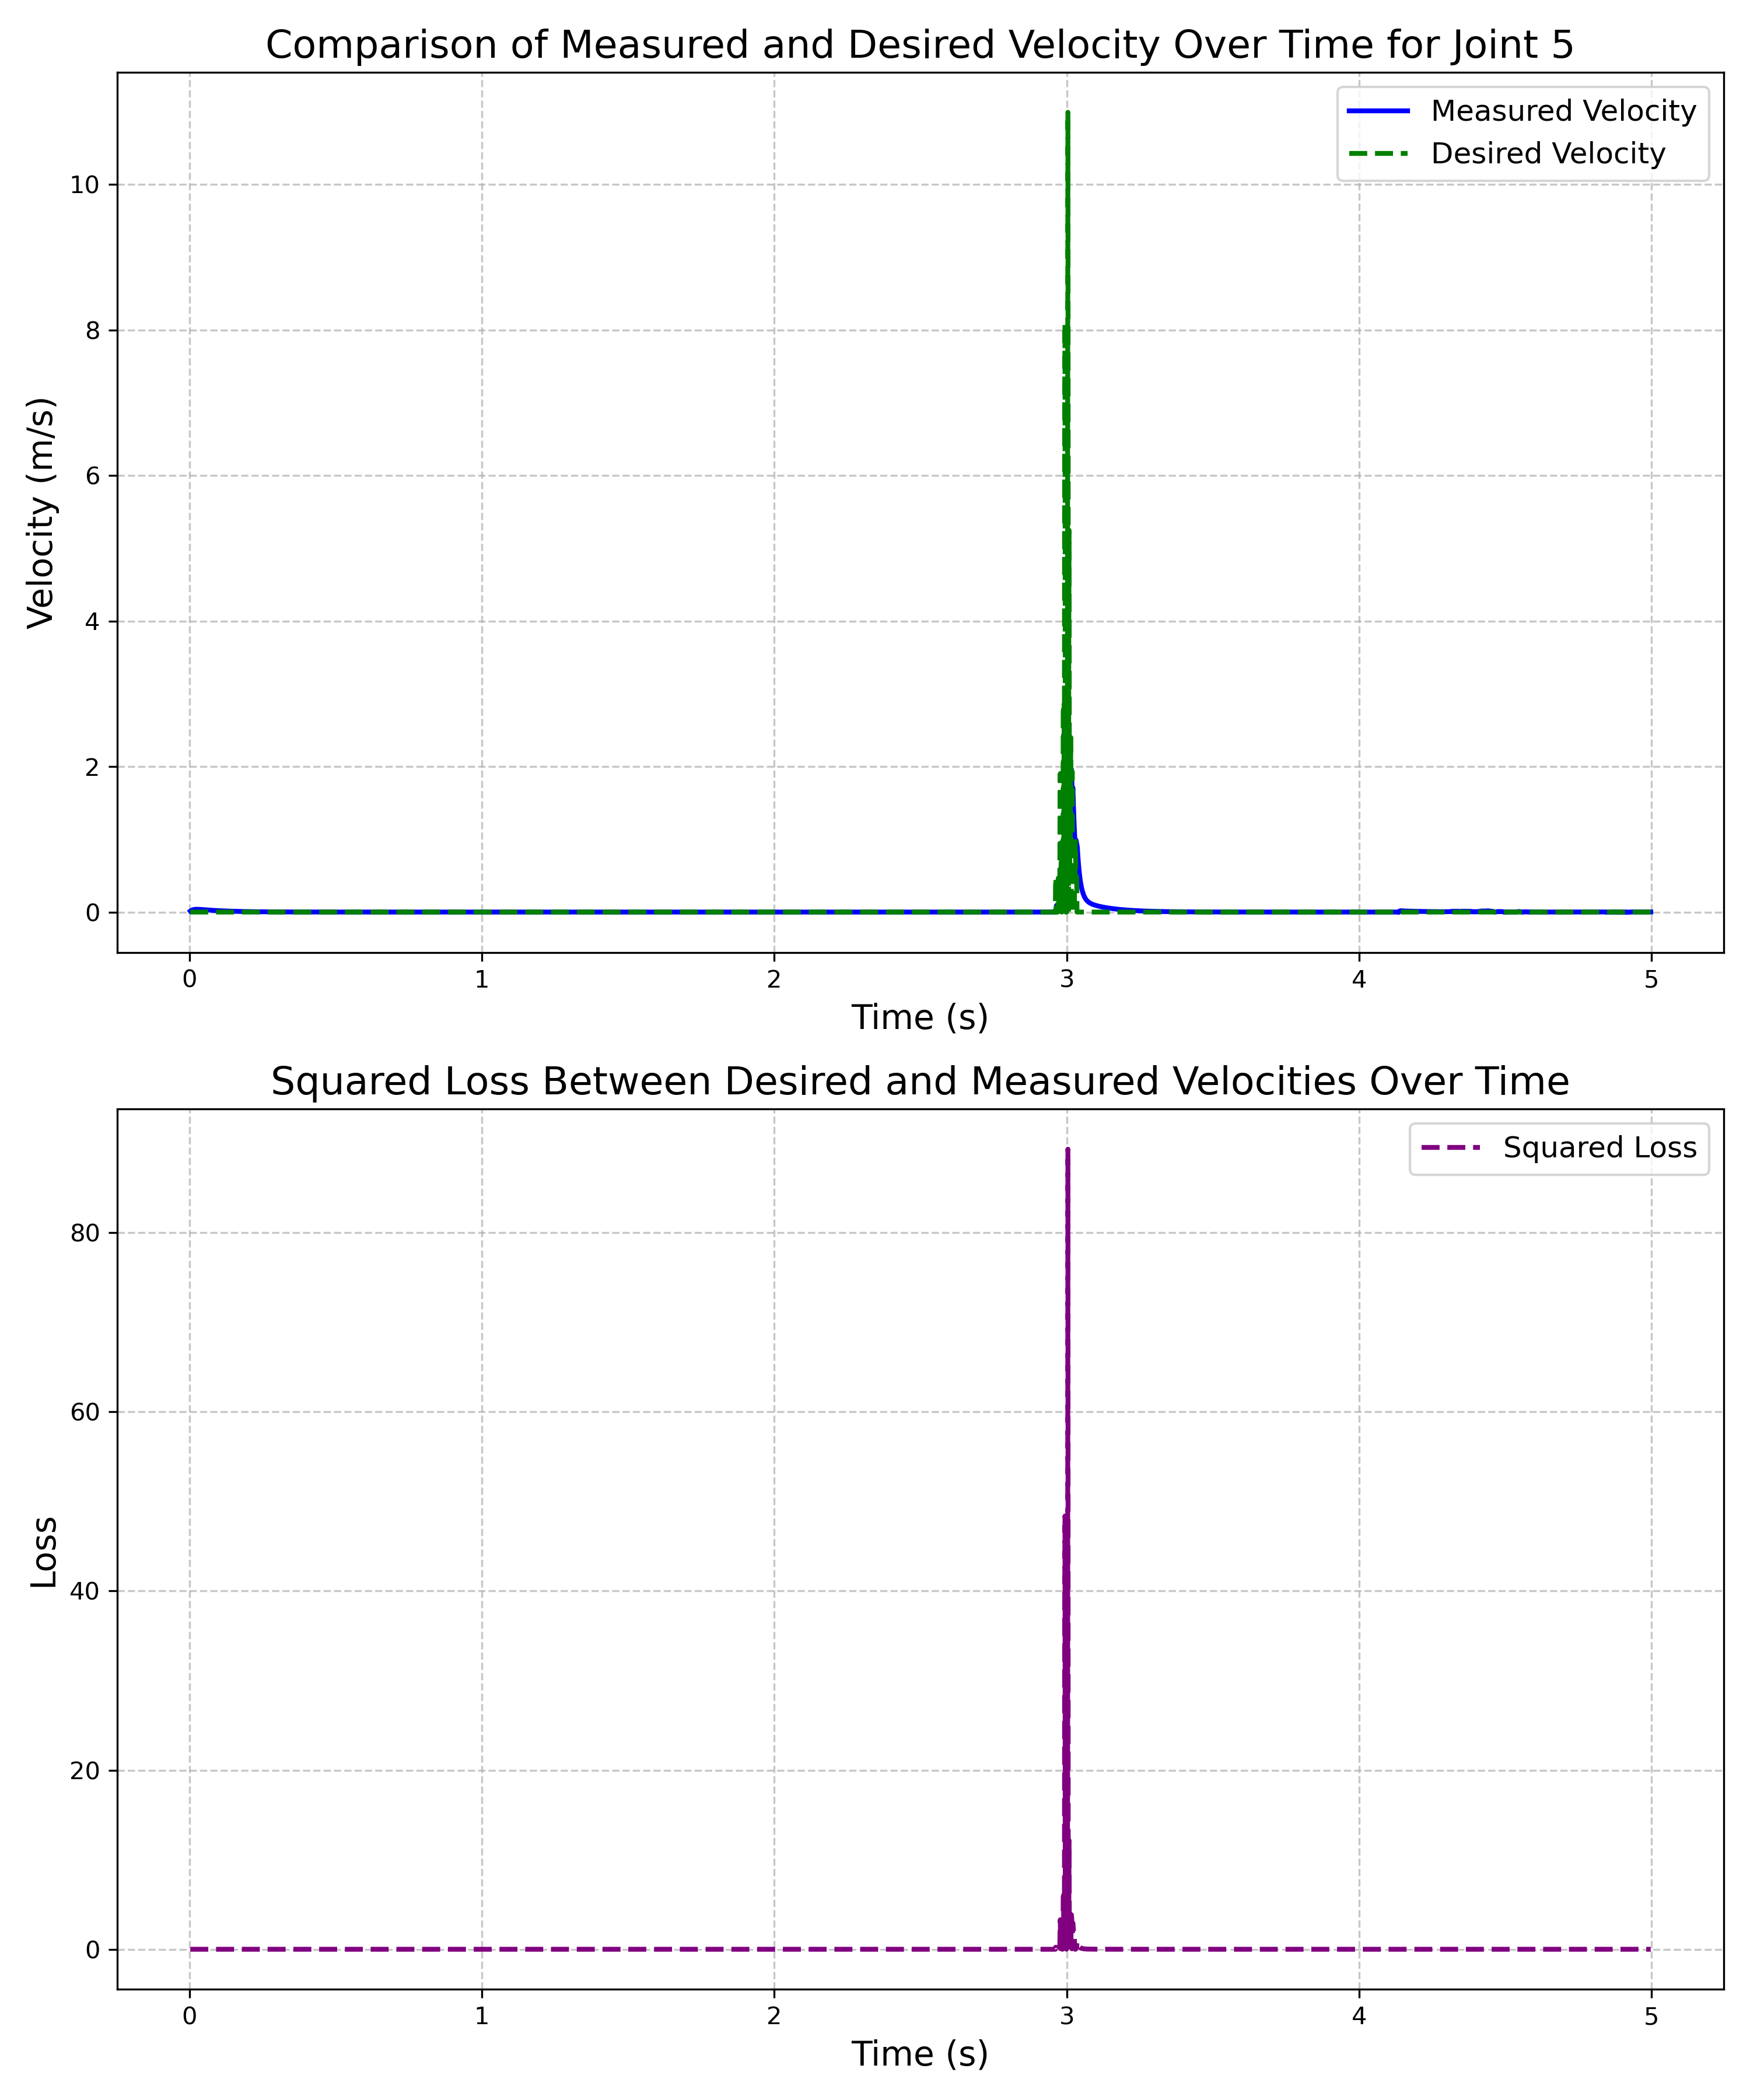 Comparison of Measured and Desired Velocity Over Time for Joint 5
Measured Velocity
Desired Velocity
10
8
6
4
2
0
Velocity (m/s)
0 1 2 3 4 5
Time (s)
Squared Loss Between Desired and Measured Velocities Over Time
Squared Loss
80
60
40
20
0
Loss
0 1 2 3 4 5
Time (s)